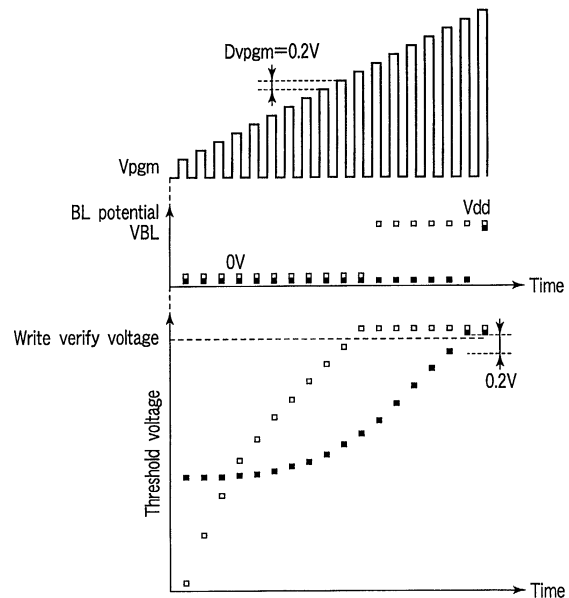 Dvpgm=0.2V
Vpgm
BL potential
VBL
Vdd
0V
Time
Write verify voltage
0.2V
Threshold voltage
Time